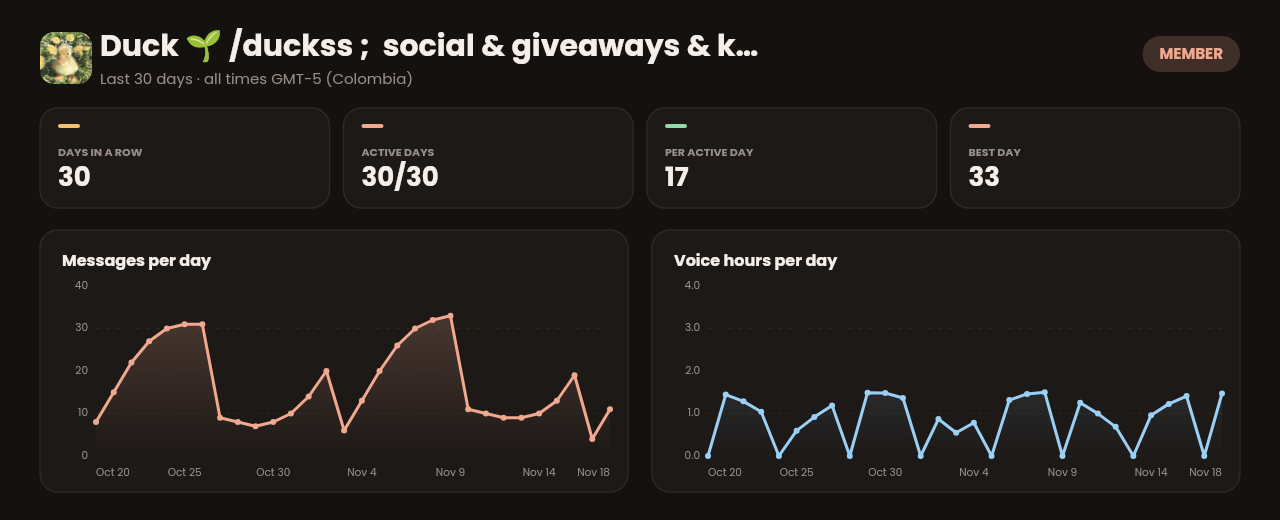 Duck 🌱 /duckss ;  social & giveaways & k...
Last 30 days · all times GMT-5 (Colombia)
MEMBER
DAYS IN A ROW
30
ACTIVE DAYS
30/30
PER ACTIVE DAY
17
BEST DAY
33
Messages per day
40
30
20
10
0
Oct 20 Oct 25 Oct 30 Nov 4 Nov 9 Nov 14 Nov 18
Voice hours per day
4.0
3.0
2.0
1.0
0.0
Oct 20 Oct 25 Oct 30 Nov 4 Nov 9 Nov 14 Nov 18